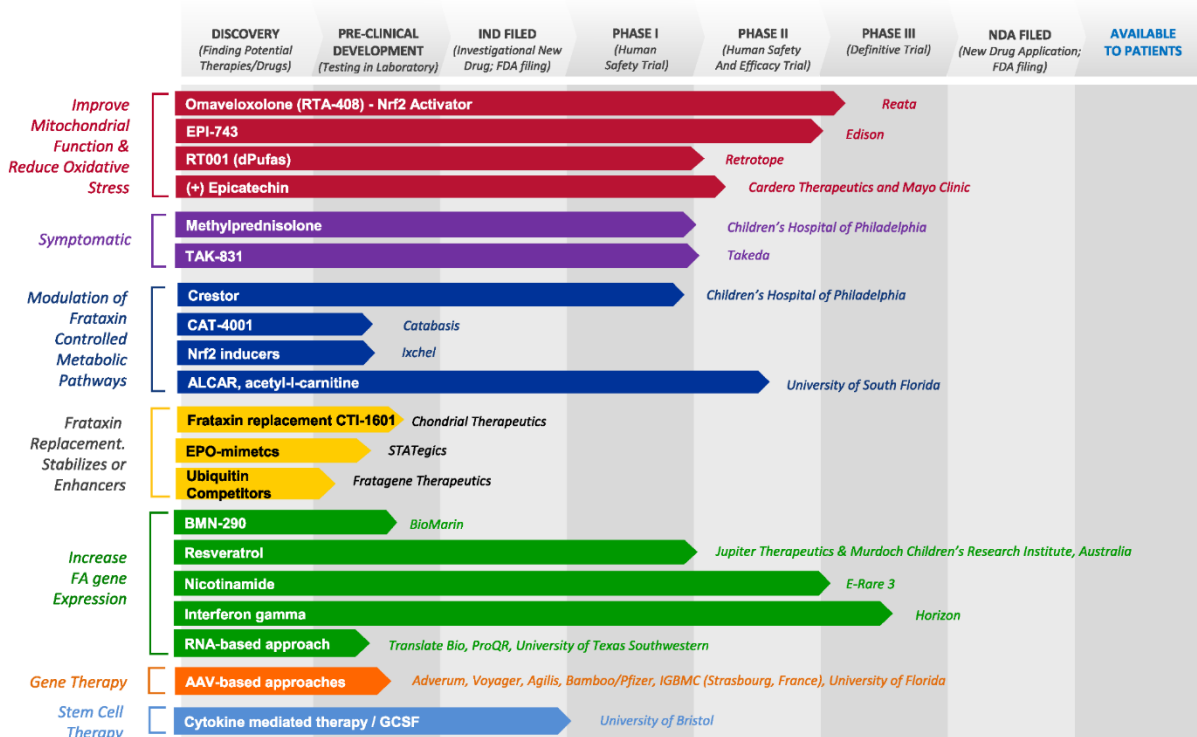 DISCOVERY
(Finding Potential
Therapies/Drugs)
PRE-CLINICAL
DEVELOPMENT
(Testing in Laboratory)
IND FILED
(Investigational New
Drug; FDA filing)
PHASE I
(Human
Safety Trial)
PHASE II
(Human Safety
And Efficacy Trial)
PHASE III
(Definitive Trial)
NDA FILED
(New Drug Application;
FDA filing)
AVAILABLE
TO PATIENTS
Improve
Mitochondrial
Function &
Reduce Oxidative
Stress
Omaveloxolone (RTA-408) - Nrf2 Activator
Reata
EPI-743
Edison
RT001 (dPufas)
Retrotope
(+) Epicatechin
Cardero Therapeutics and Mayo Clinic
Symptomatic
Methylprednisolone
Children's Hospital of Philadelphia
TAK-831
Takeda
Modulation of
Frataxin
Controlled
Metabolic
Pathways
Crestor
Children's Hospital of Philadelphia
CAT-4001
Catabasis
Nrf2 inducers
Ixchel
ALCAR, acetyl-l-carnitine
University of South Florida
Frataxin
Replacement.
Stabilizes or
Enhancers
Frataxin replacement CTI-1601
Chondrial Therapeutics
EPO-mimetcs
STATegics
Ubiquitin
Competitors
Fratagene Therapeutics
Increase
FA gene
Expression
BMN-290
BioMarin
Resveratrol
Jupiter Therapeutics & Murdoch Children's Research Institute, Australia
Nicotinamide
E-Rare 3
Interferon gamma
Horizon
RNA-based approach
Translate Bio, ProQR, University of Texas Southwestern
Gene Therapy
AAV-based approaches
Adverum, Voyager, Agilis, Bamboo/Pfizer, IGBMC (Strasbourg, France), University of Florida
Stem Cell
Therapy
Cytokine mediated therapy / GCSF
University of Bristol